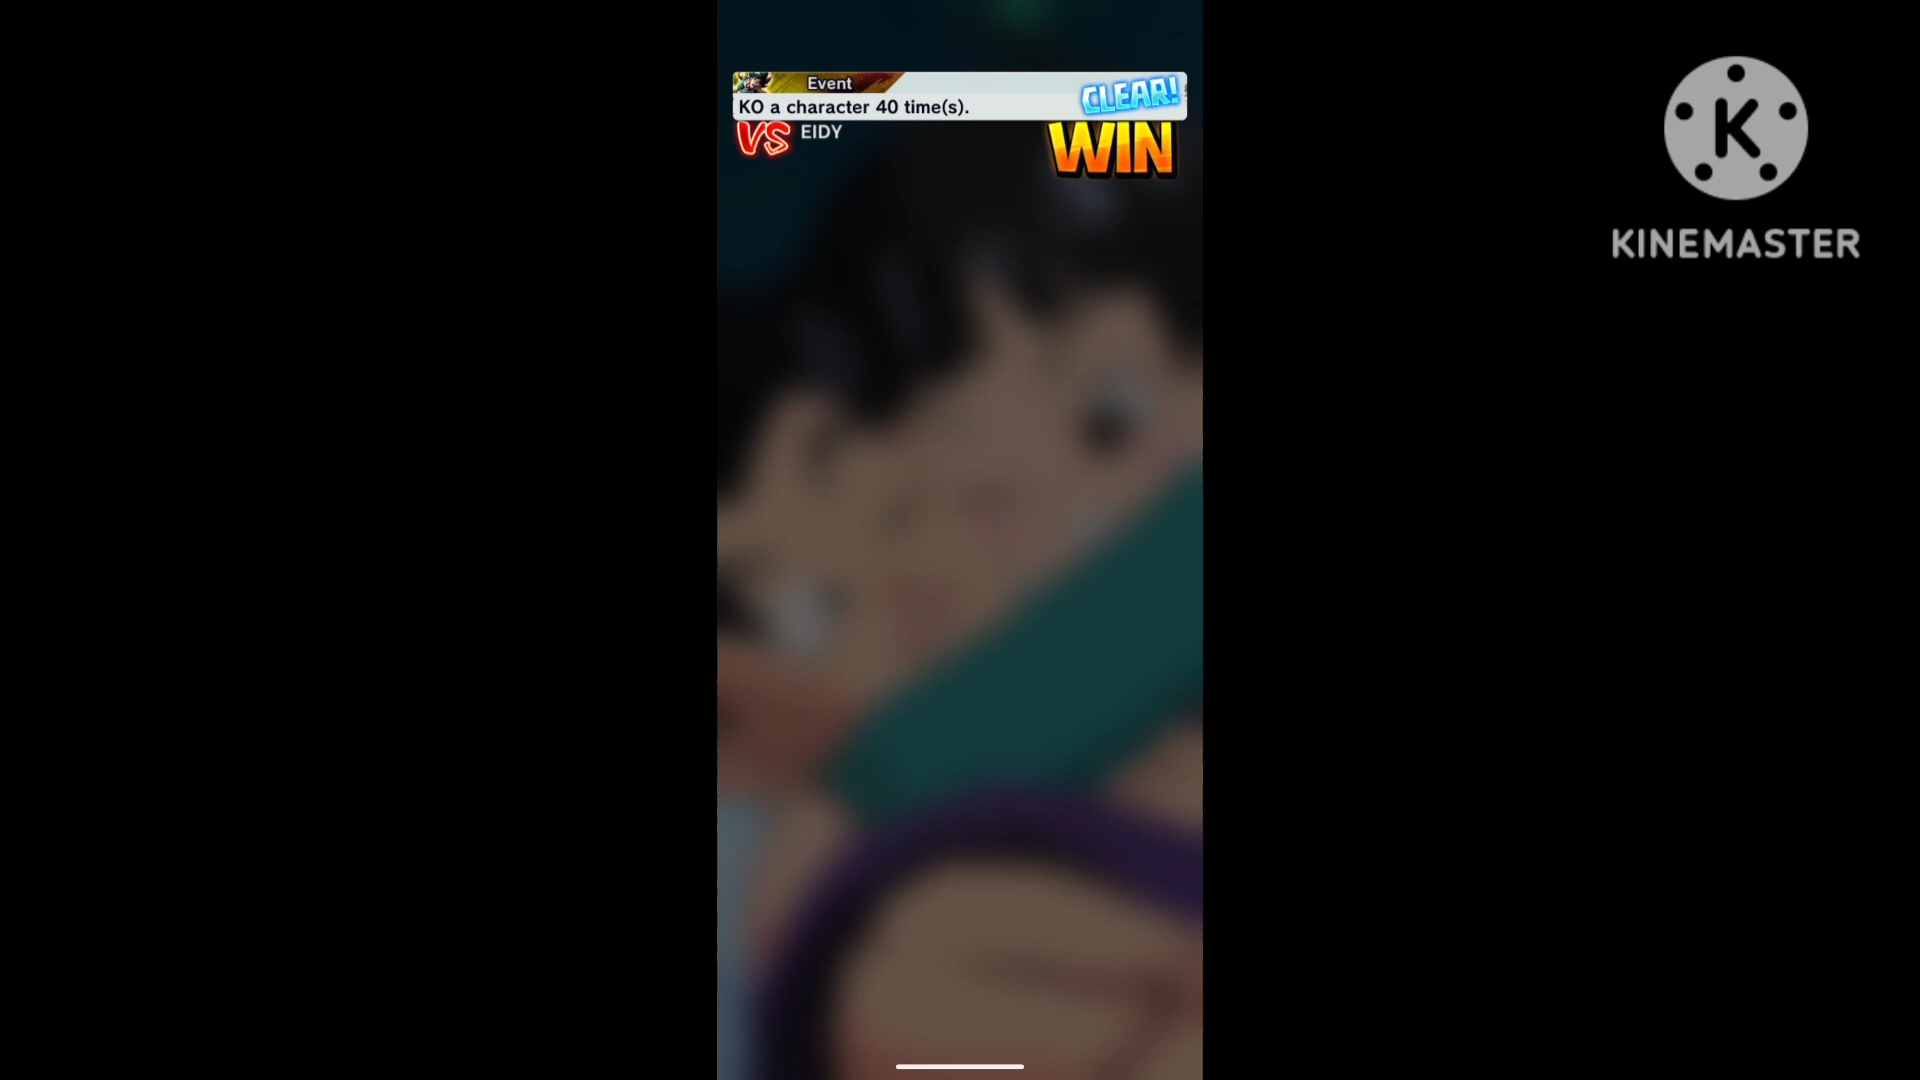 Event
CLEAR!
KO a character 40 time(s).
VS EIDY
WIN
K
KINEMASTER